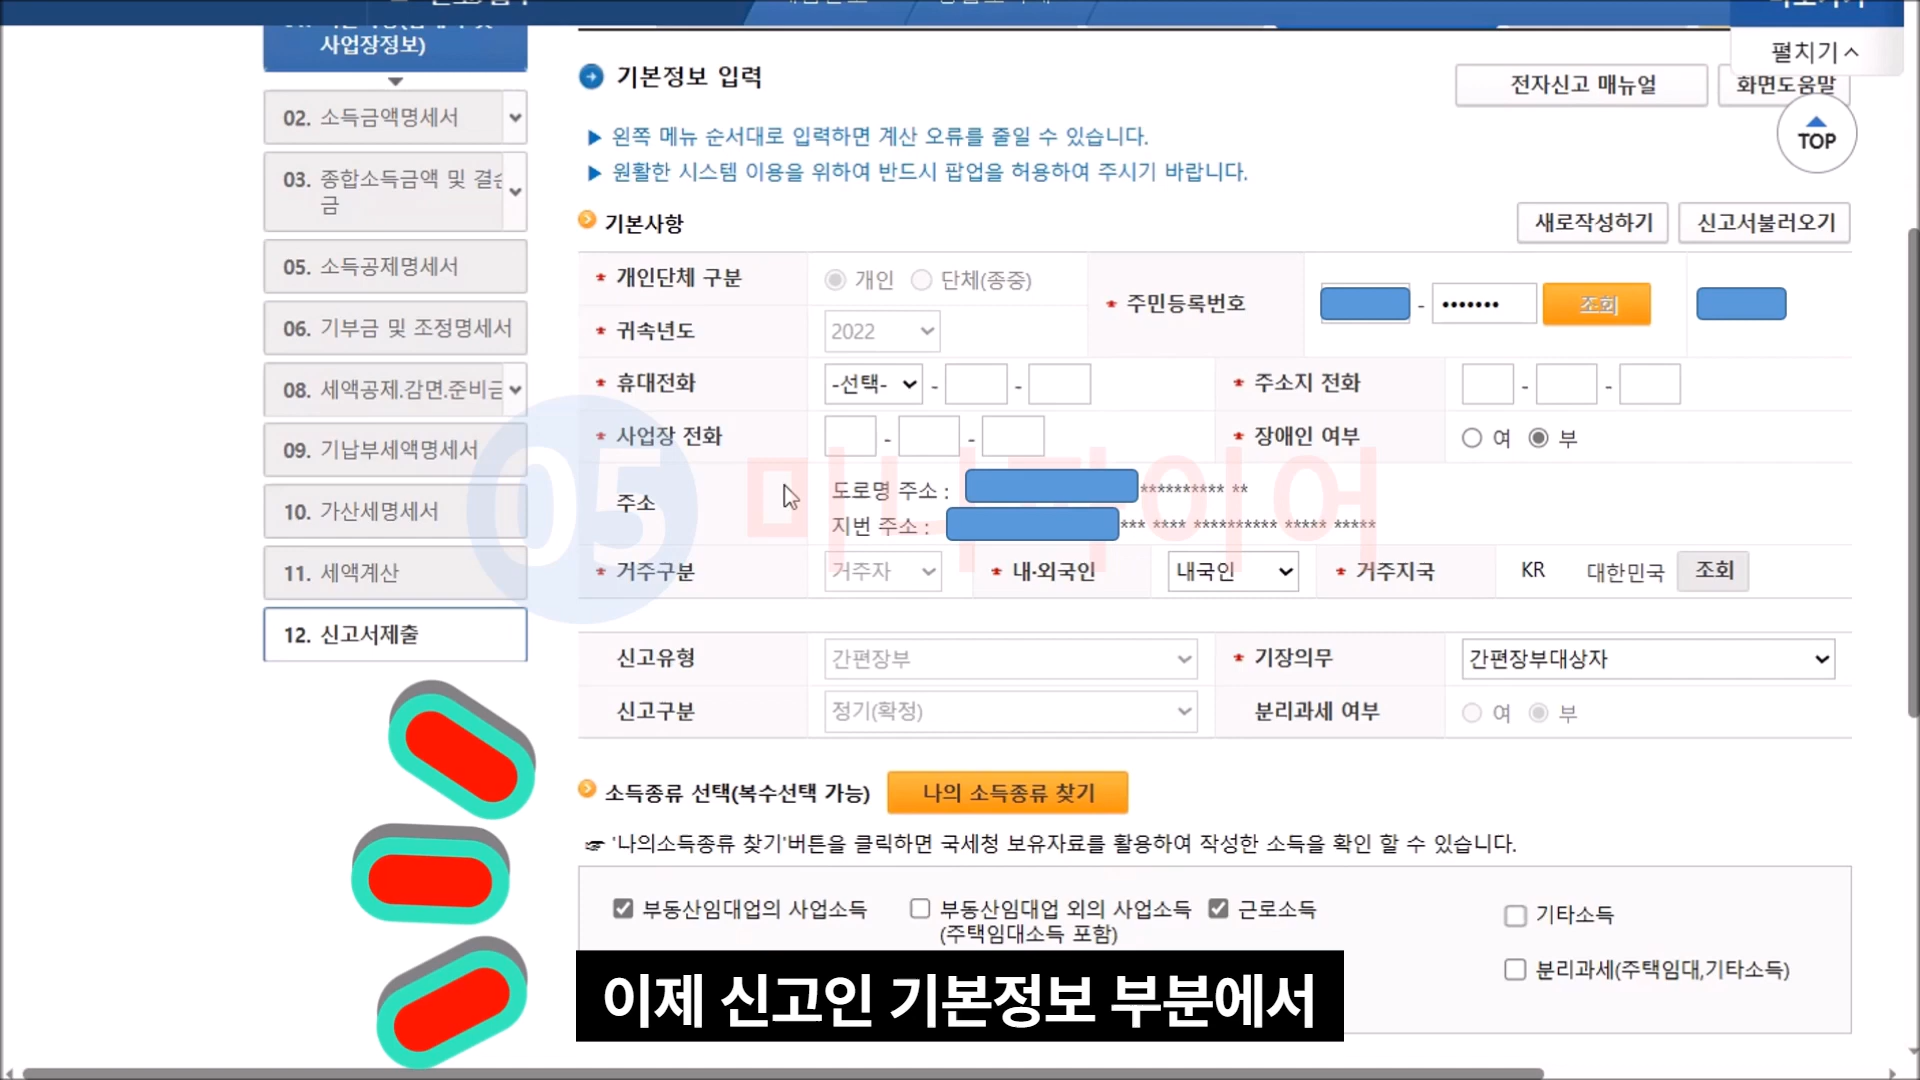 사업장정보)
펼치기
기본정보 입력
전자신고 매뉴얼
화면도움말
TOP
02. 소득금액명세서
▶ 왼쪽 메뉴 순서대로 입력하면 계산 오류를 줄일 수 있습니다.
▶ 원활한 시스템 이용을 위하여 반드시 팝업을 허용하여 주시기 바랍니다.
03. 종합소득금액 및 결손
금
기본사항
새로작성하기
신고서불러오기
05. 소득공제명세서
* 개인단체 구분
개인 단체(종중)
* 주민등록번호
- •••••••
조회
06. 기부금 및 조정명세서
* 귀속년도
2022
08. 세액공제.감면.준비금
* 휴대전화
-선택- - -
* 주소지 전화
- -
09. 기납부세액명세서
* 사업장 전화
- -
* 장애인 여부
여 부
05 미나파이어
10. 가산세명세서
주소
도로명 주소 : ********** **
지번 주소 : *** **** ********** ***** *****
11. 세액계산
* 거주구분
거주자
* 내·외국인
내국인
* 거주지국
KR 대한민국 조회
12. 신고서제출
신고유형
간편장부
* 기장의무
간편장부대상자
신고구분
정기(확정)
분리과세 여부
여 부
소득종류 선택(복수선택 가능)
나의 소득종류 찾기
☞ '나의소득종류 찾기'버튼을 클릭하면 국세청 보유자료를 활용하여 작성한 소득을 확인 할 수 있습니다.
부동산임대업의 사업소득
부동산임대업 외의 사업소득
(주택임대소득 포함)
근로소득
기타소득
분리과세(주택임대,기타소득)
이제 신고인 기본정보 부분에서